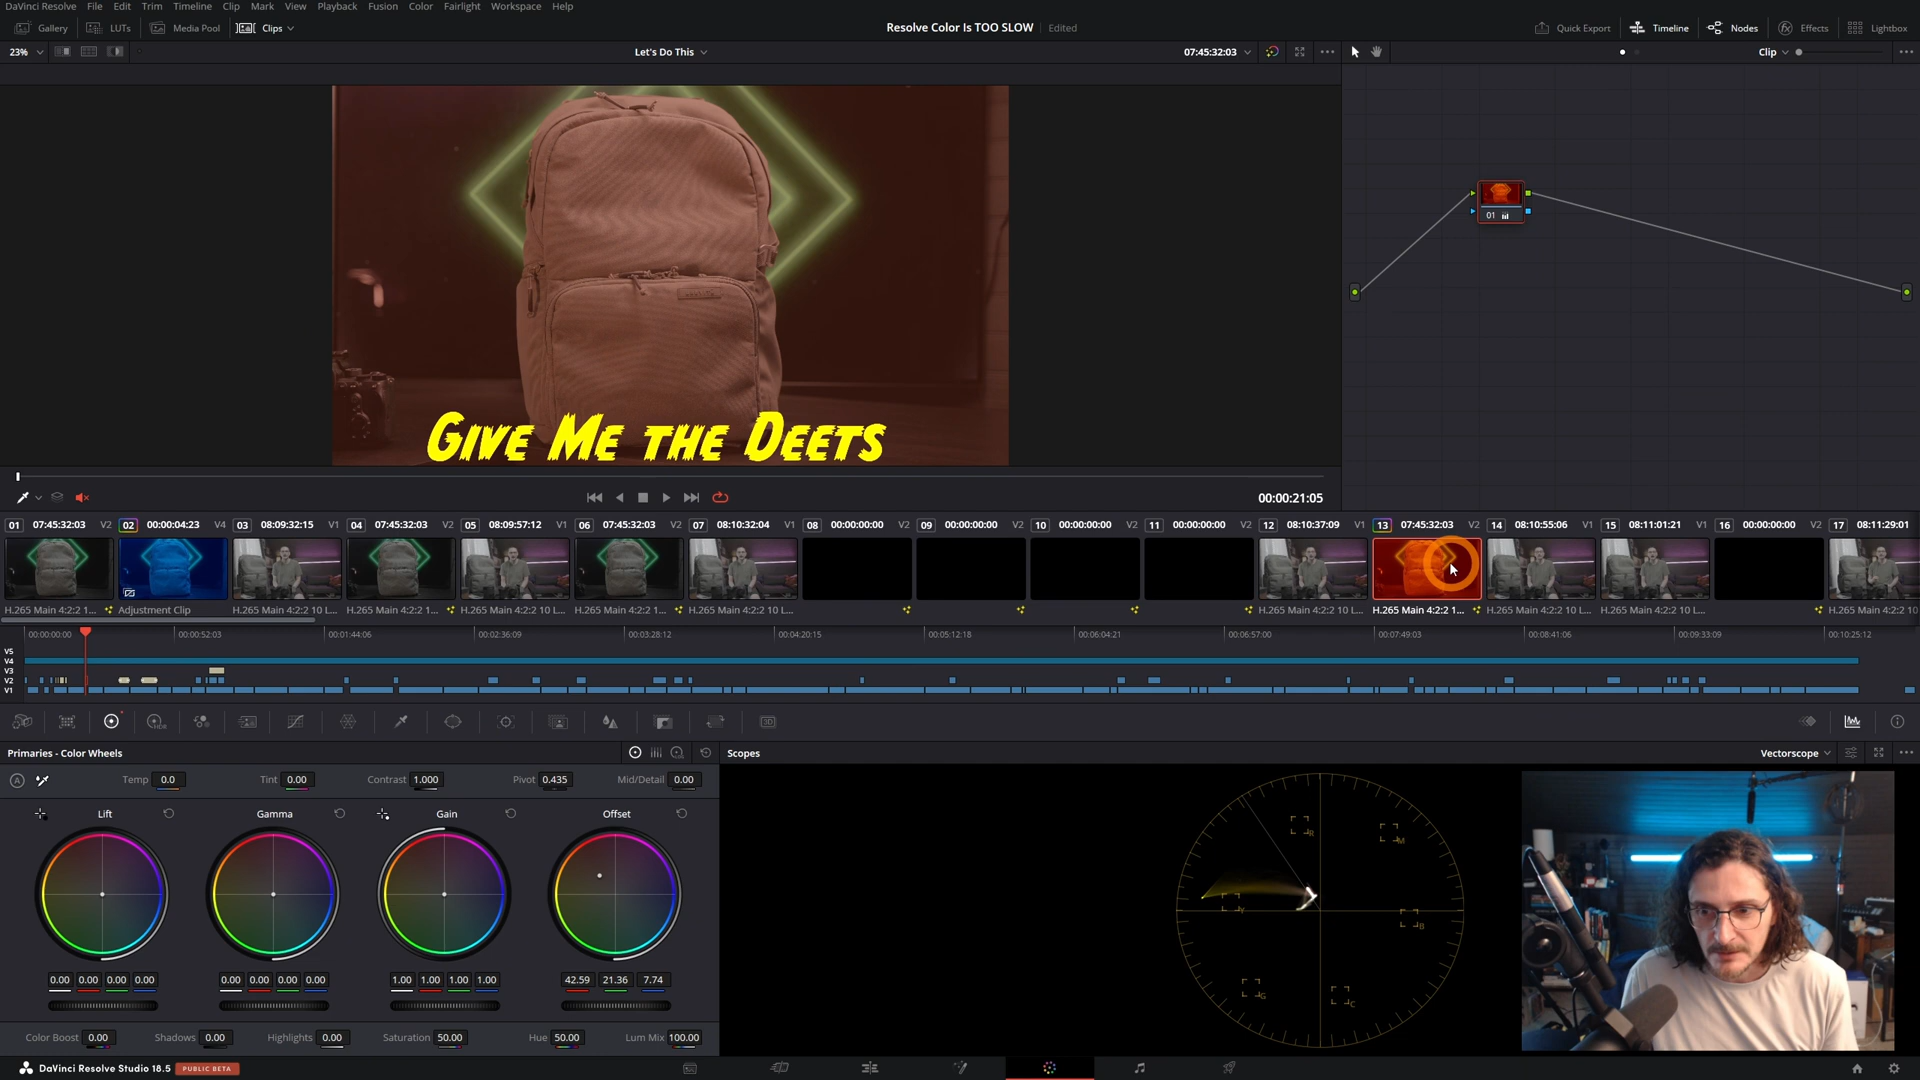 DaVinci Resolve File Edit Trim Timeline Clip Mark View Playback Fusion Color Fairlight Workspace Help
Gallery LUTs Media Pool Clips Resolve Color Is TOO SLOW Edited Quick Export Timeline Nodes Effects Lightbox
23% Let's Do This 07:45:32:03 Clip
01
GIVE ME THE DEETS
00:00:21:05
01 07:45:32:03 V2 02 00:00:04:23 V4 03 08:09:32:15 V1 04 07:45:32:03 V2 05 08:09:57:12 V1 06 07:45:32:03 V2 07 08:10:32:04 V1 08 00:00:00:00 V2 09 00:00:00:00 V2 10 00:00:00:00 V2 11 00:00:00:00 V2 12 08:10:37:09 V1 13 07:45:32:03 V2 14 08:10:55:06 V1 15 08:11:01:21 V1 16 00:00:00:00 V2 17 08:11:29:01
H.265 Main 4:2:2 1... Adjustment Clip H.265 Main 4:2:2 10 L... H.265 Main 4:2:2 1... H.265 Main 4:2:2 10 L... H.265 Main 4:2:2 1... H.265 Main 4:2:2 10 L... H.265 Main 4:2:2 10 L... H.265 Main 4:2:2 1... H.265 Main 4:2:2 10 L... H.265 Main 4:2:2 10 L... H.265 Main 4:2:2 10
00:00:00:00 00:00:52:03 00:01:44:06 00:02:36:09 00:03:28:12 00:04:20:15 00:05:12:18 00:06:04:21 00:06:57:00 00:07:49:03 00:08:41:06 00:09:33:09 00:10:25:12
V5
V4
V3
V2
V1
HDR 3D
Primaries - Color Wheels Scopes Vectorscope
A Temp 0.0 Tint 0.00 Contrast 1.000 Pivot 0.435 Mid/Detail 0.00
Lift Gamma Gain Offset
R M
Y B
G C
0.00 0.00 0.00 0.00 0.00 0.00 0.00 0.00 1.00 1.00 1.00 1.00 42.59 21.36 7.74
Color Boost 0.00 Shadows 0.00 Highlights 0.00 Saturation 50.00 Hue 50.00 Lum Mix 100.00
DaVinci Resolve Studio 18.5 PUBLIC BETA